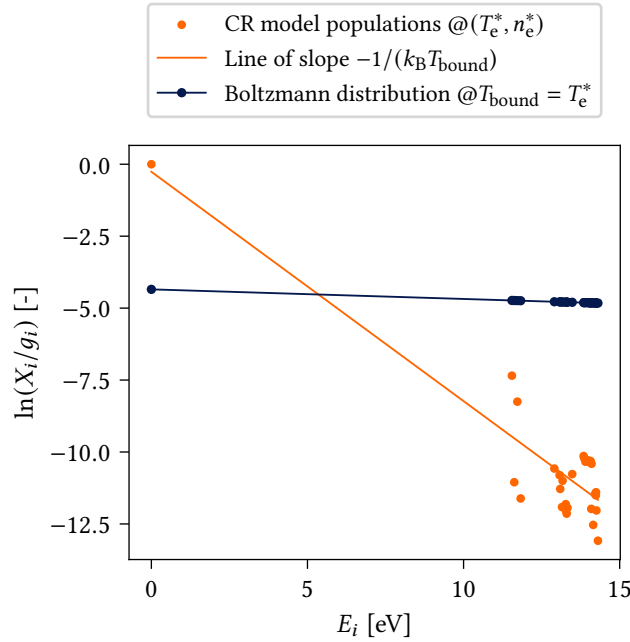 CR model populations @(T_e^*, n_e^*)
Line of slope −1/(k_B T_bound)
Boltzmann distribution @T_bound = T_e^*
0.0
−2.5
−5.0
−7.5
−10.0
−12.5
ln(X_i/g_i) [-]
0
5
10
15
E_i [eV]